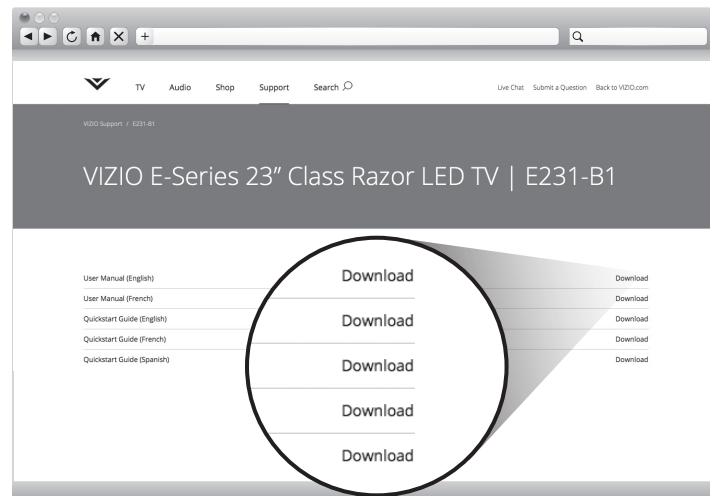 TV Audio Shop Support Search Live Chat Submit a Question Back to VIZIO.com
VIZIO Support / E231-B1
VIZIO E-Series 23” Class Razor LED TV | E231-B1
User Manual (English) Download
User Manual (French) Download
Quickstart Guide (English) Download
Quickstart Guide (French) Download
Quickstart Guide (Spanish) Download
Download
Download
Download
Download
Download